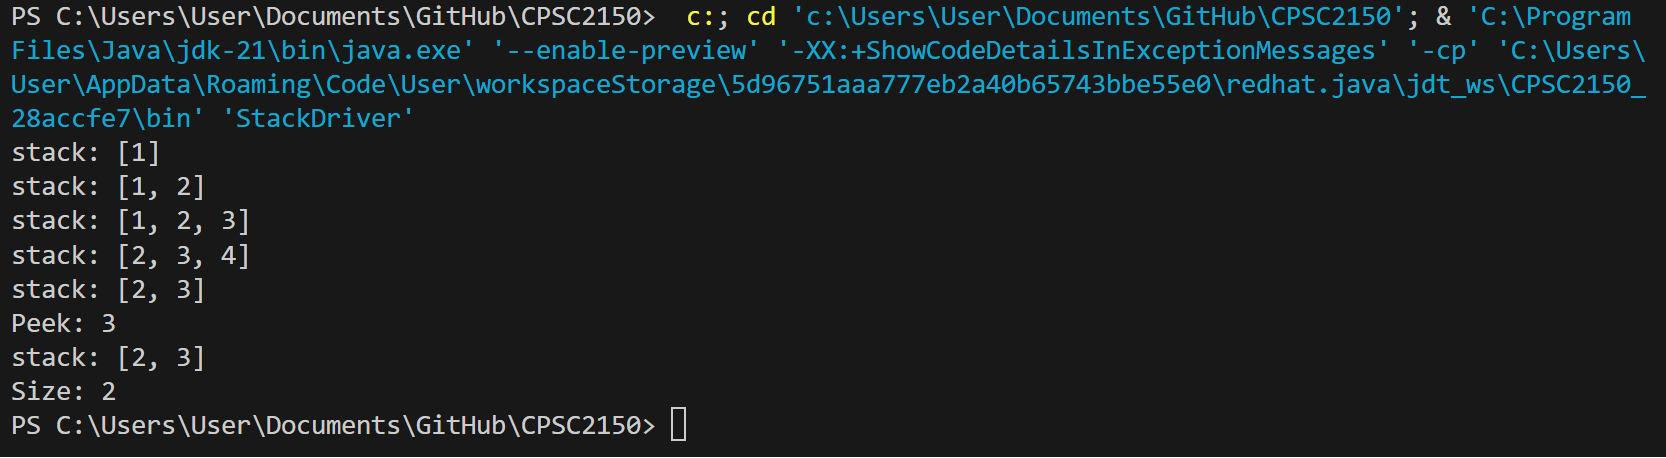 PS C:\Users\User\Documents\GitHub\CPSC2150>  c:; cd 'c:\Users\User\Documents\GitHub\CPSC2150'; & 'C:\Program
Files\Java\jdk-21\bin\java.exe' '--enable-preview' '-XX:+ShowCodeDetailsInExceptionMessages' '-cp' 'C:\Users\
User\AppData\Roaming\Code\User\workspaceStorage\5d96751aaa777eb2a40b65743bbe55e0\redhat.java\jdt_ws\CPSC2150_
28accfe7\bin' 'StackDriver'
stack: [1]
stack: [1, 2]
stack: [1, 2, 3]
stack: [2, 3, 4]
stack: [2, 3]
Peek: 3
stack: [2, 3]
Size: 2
PS C:\Users\User\Documents\GitHub\CPSC2150>